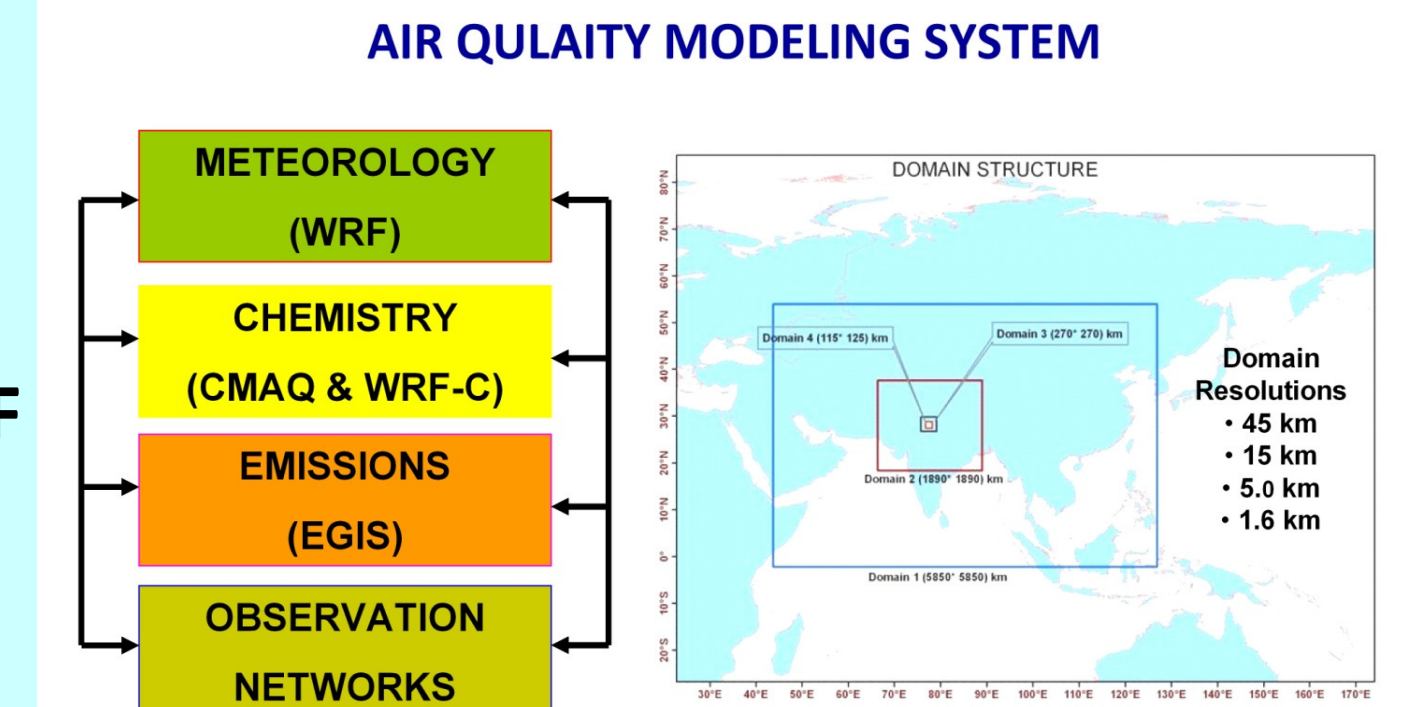 AIR QULAITY MODELING SYSTEM
METEOROLOGY
(WRF)
CHEMISTRY
(CMAQ & WRF-C)
EMISSIONS
(EGIS)
OBSERVATION
NETWORKS
DOMAIN STRUCTURE
80°N
70°N
60°N
50°N
40°N
30°N
20°N
10°N
0°
10°S
20°S
Domain 4 (115* 125) km
Domain 3 (270* 270) km
Domain 2 (1890* 1890) km
Domain 1 (5850* 5850) km
30°E 40°E 50°E 60°E 70°E 80°E 90°E 100°E 110°E 120°E 130°E 140°E 150°E 160°E 170°E
Domain
Resolutions
• 45 km
• 15 km
• 5.0 km
• 1.6 km